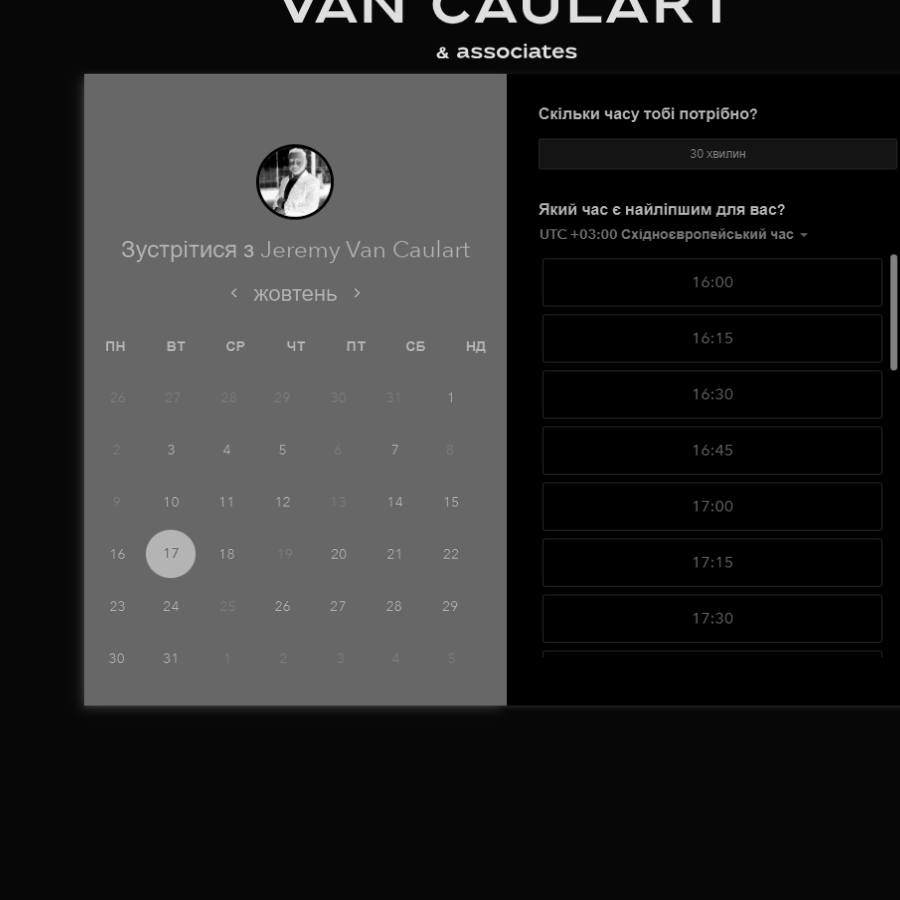 VAN CAULART
& associates
Зустрітися з Jeremy Van Caulart
жовтень
ПН ВТ СР ЧТ ПТ СБ НД
26 27 28 29 30 31 1
2 3 4 5 6 7 8
9 10 11 12 13 14 15
16 17 18 19 20 21 22
23 24 25 26 27 28 29
30 31 1 2 3 4 5
Скільки часу тобі потрібно?
30 хвилин
Який час є найліпшим для вас?
UTC +03:00 Східноєвропейський час
16:00
16:15
16:30
16:45
17:00
17:15
17:30